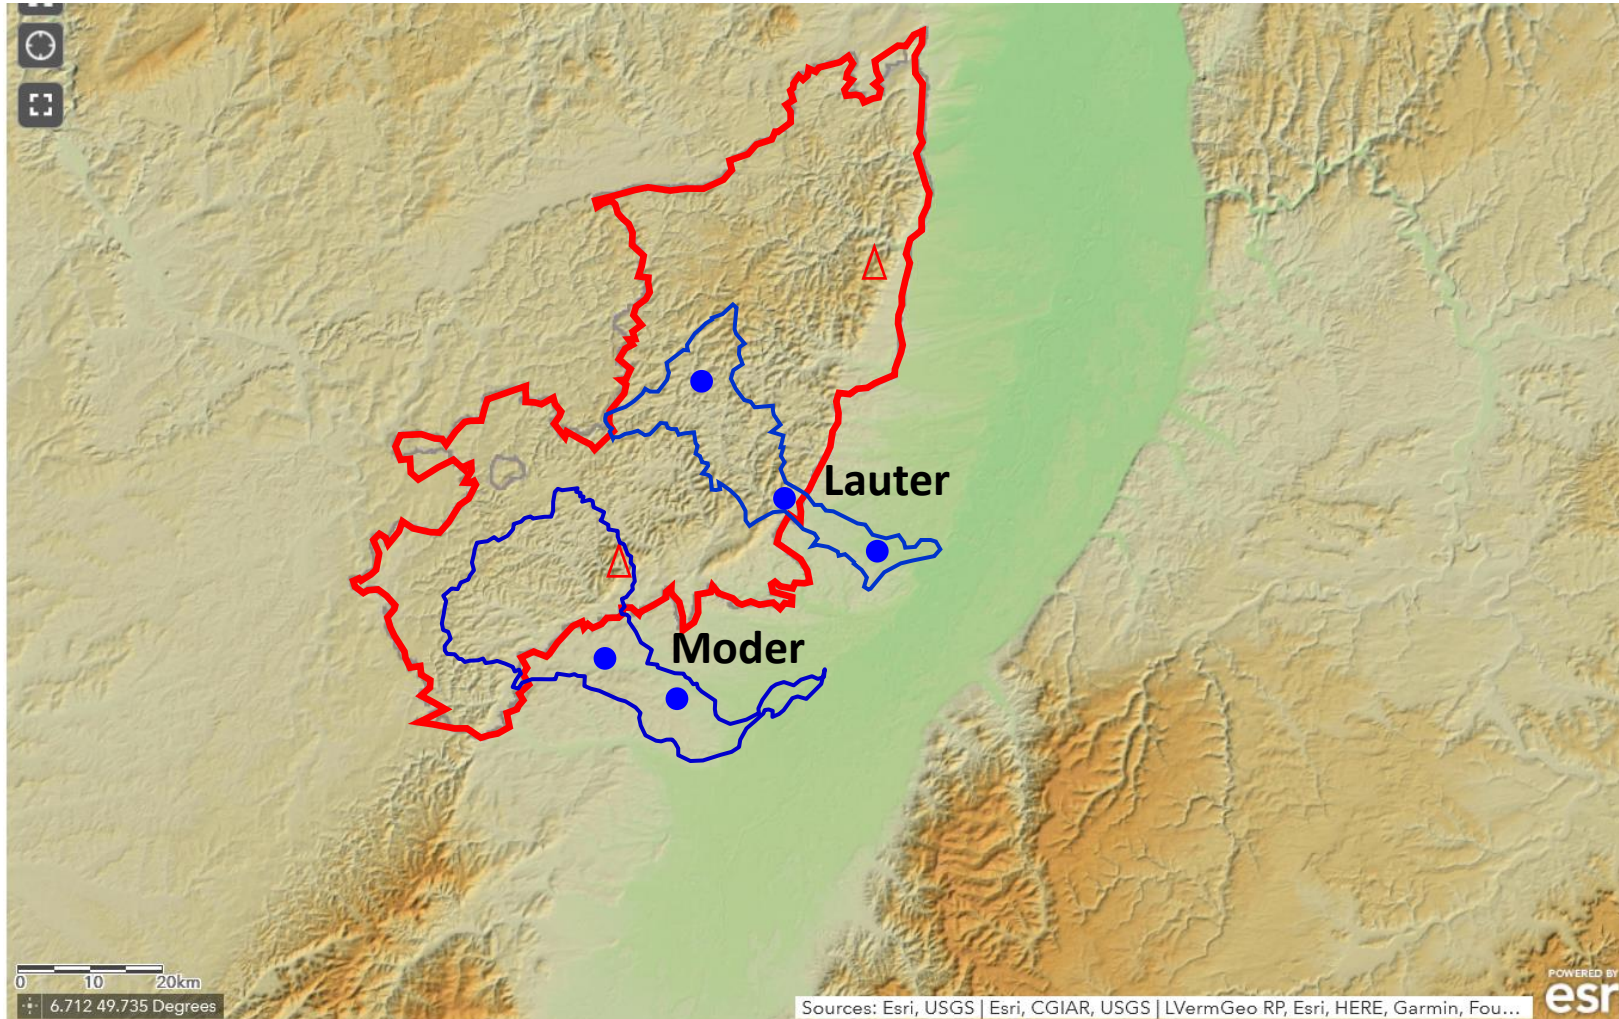 Lauter
Moder
0 10 20km
6.712 49.735 Degrees
Sources: Esri, USGS | Esri, CGIAR, USGS | LVermGeo RP, Esri, HERE, Garmin, Fou...
POWERED BY
esr